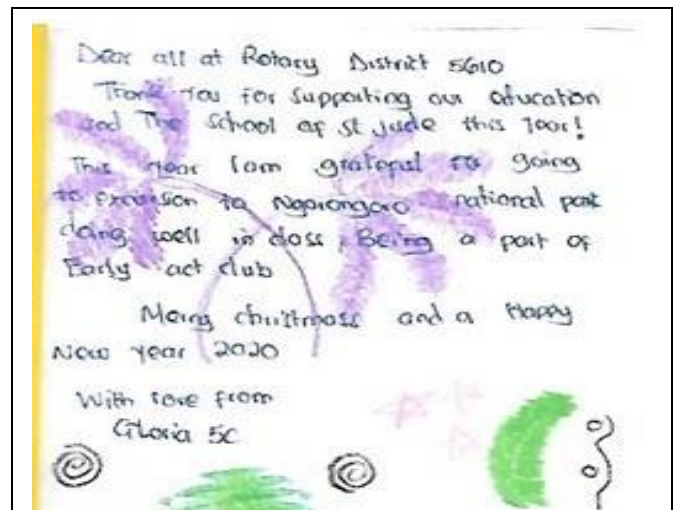 Dear all at Rotary District 5610
Thank You for Supporting our education
and The School of St Jude this Year!
This year I am grateful for going
to excursion to Ngorongoro national park
doing well in class, Being a part of
Early act club
Merry christmass and a Happy
New year 2020
With love from
Gloria 5C